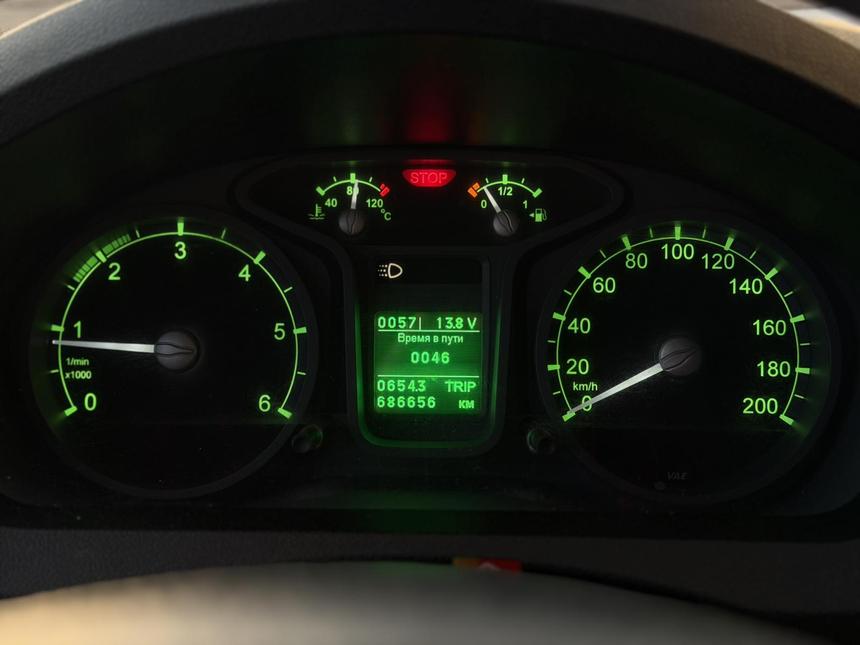 STOP
40 80 120
°C
0 1/2 1
0 1 2 3 4 5 6
1/min
x1000
0057 13.8 V
Время в пути
0046
0654.3 TRIP
686656 км
0 20 40 60 80 100 120 140 160 180 200
km/h
VAE